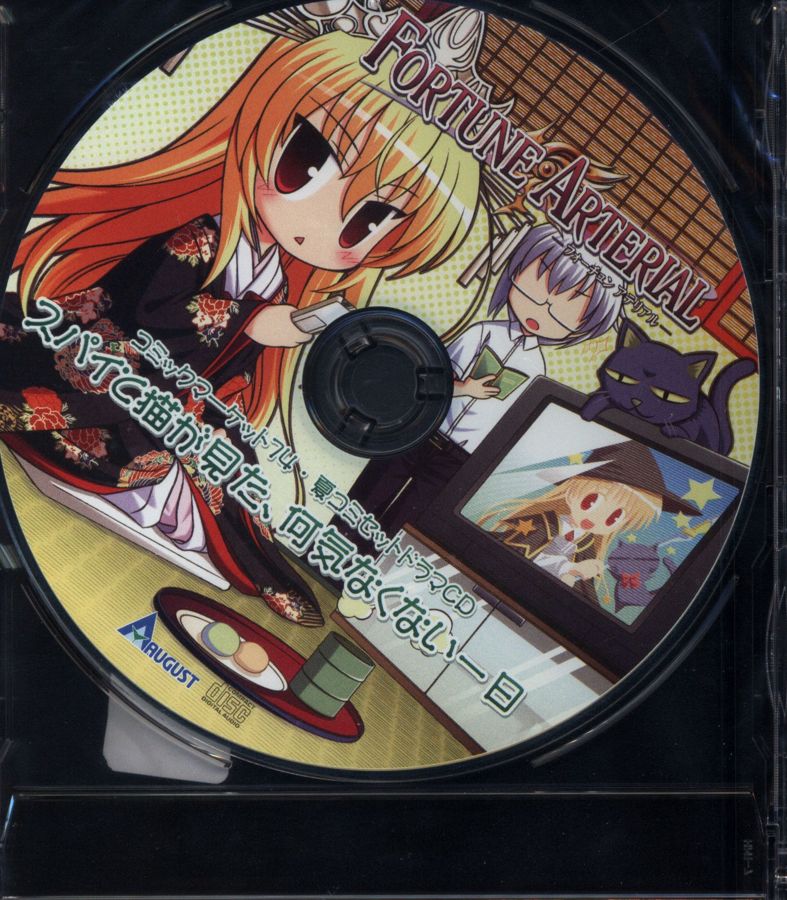 FORTUNE ARTERIAL
フォーチュンアテリアル
コミックマーケット74・夏コミセットドラマCD
スパイと猫が見た、何気なくない一日
AUGUST
COMPACT
disc
DIGITAL AUDIO